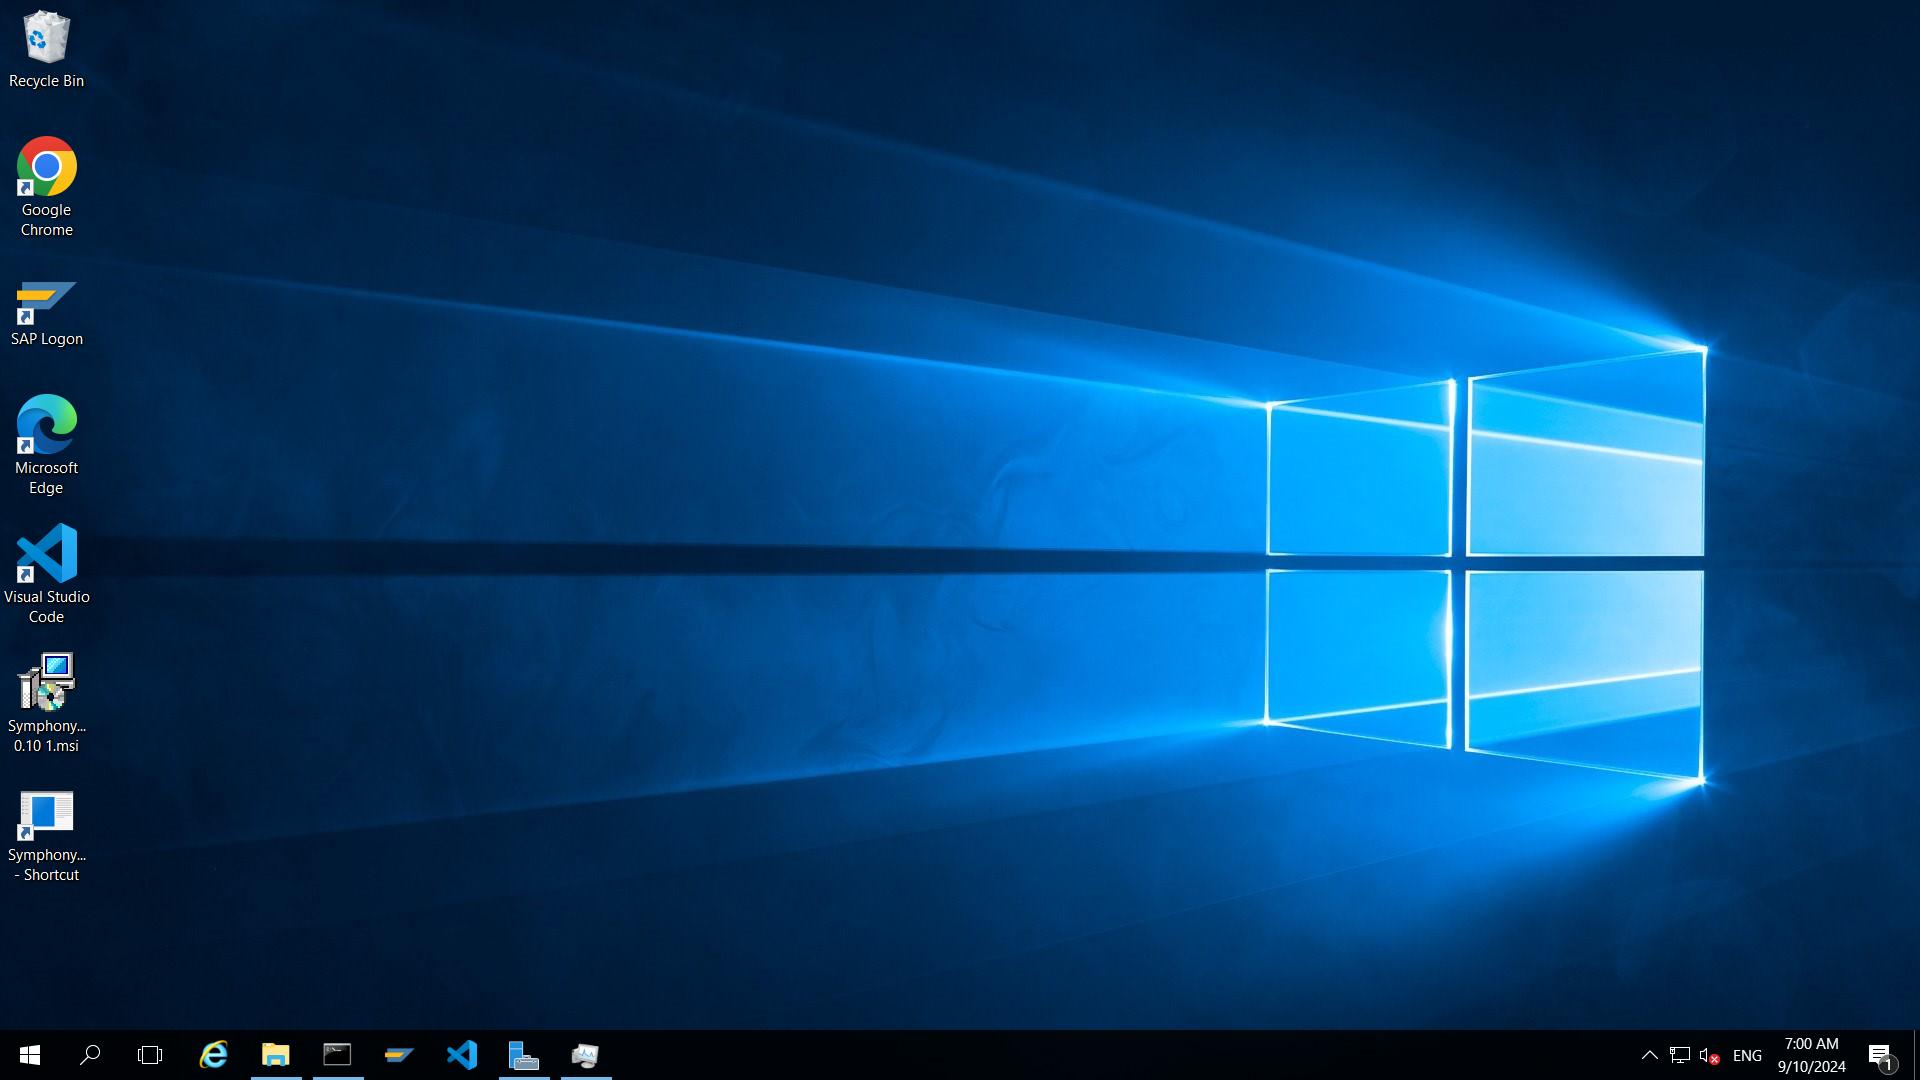 Recycle Bin
Google
Chrome
SAP Logon
Microsoft
Edge
Visual Studio
Code
Symphony...
0.10 1.msi
Symphony...
- Shortcut
ENG
7:00 AM
9/10/2024
1